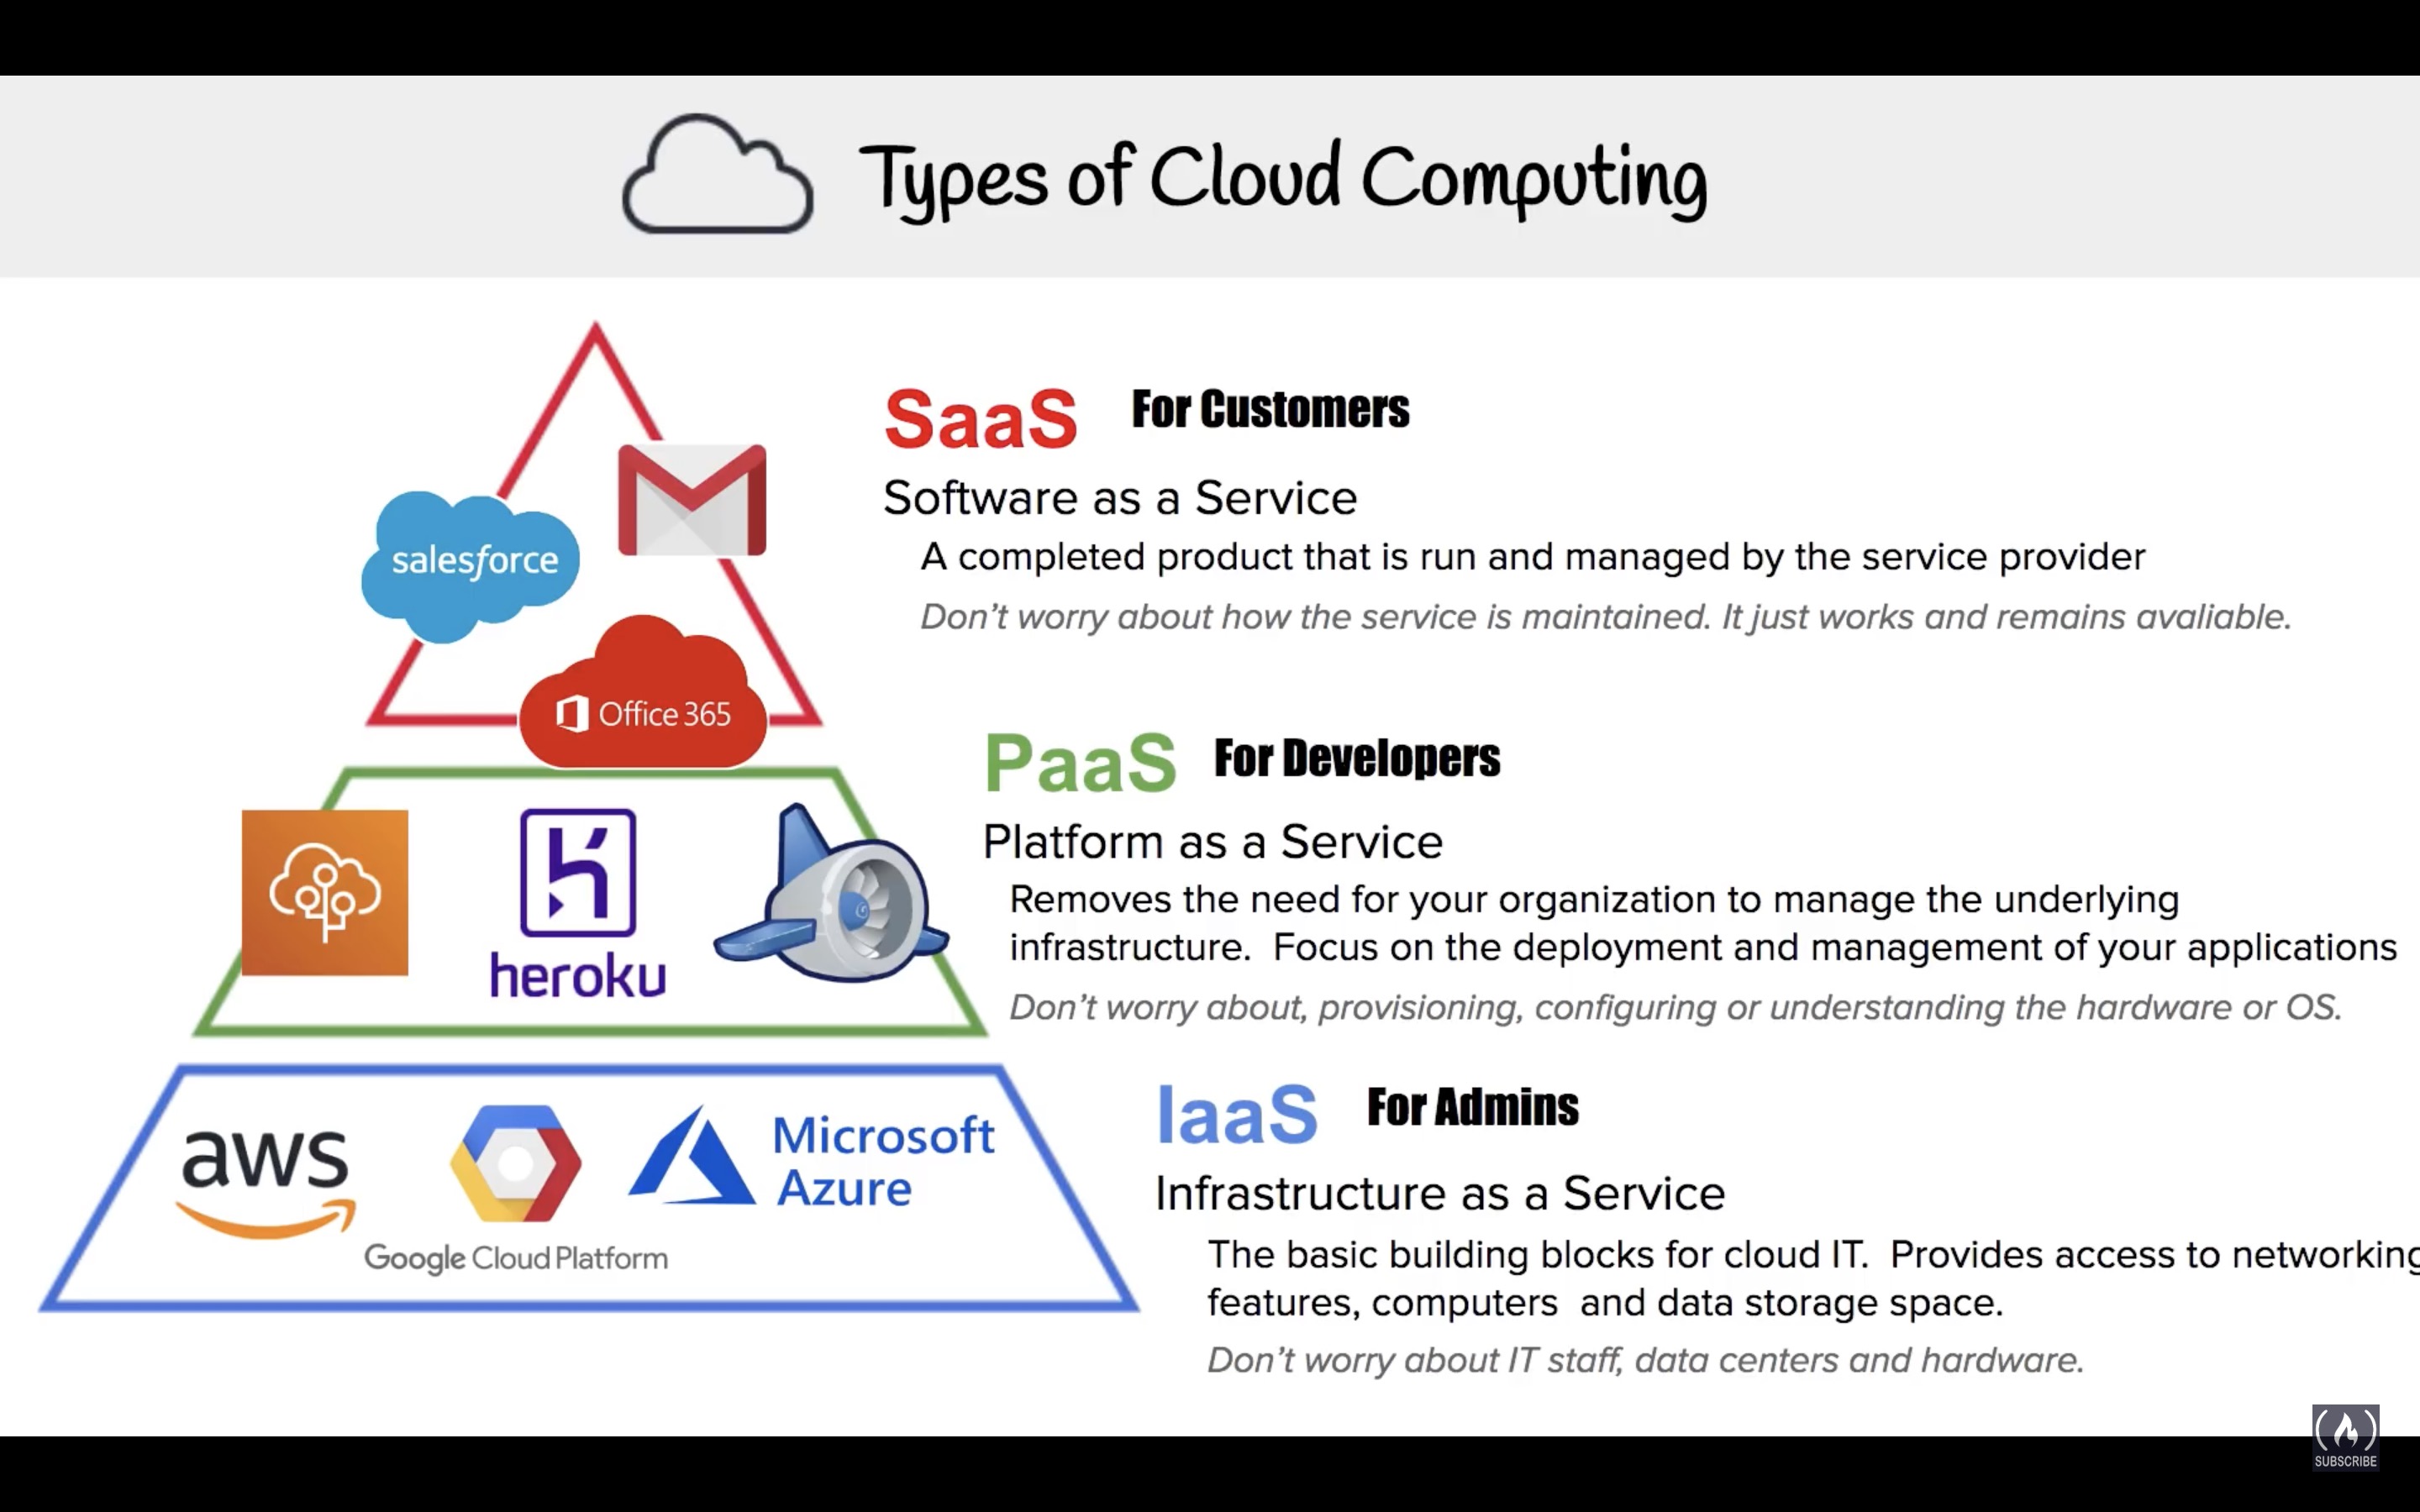 Types of Cloud Computing
SaaS For Customers
Software as a Service
A completed product that is run and managed by the service provider
Don't worry about how the service is maintained. It just works and remains avaliable.
salesforce
Office 365
PaaS For Developers
Platform as a Service
Removes the need for your organization to manage the underlying
infrastructure. Focus on the deployment and management of your applications
Don't worry about, provisioning, configuring or understanding the hardware or OS.
heroku
IaaS For Admins
Infrastructure as a Service
The basic building blocks for cloud IT. Provides access to networking
features, computers and data storage space.
Don't worry about IT staff, data centers and hardware.
aws
Google Cloud Platform
Microsoft
Azure
SUBSCRIBE